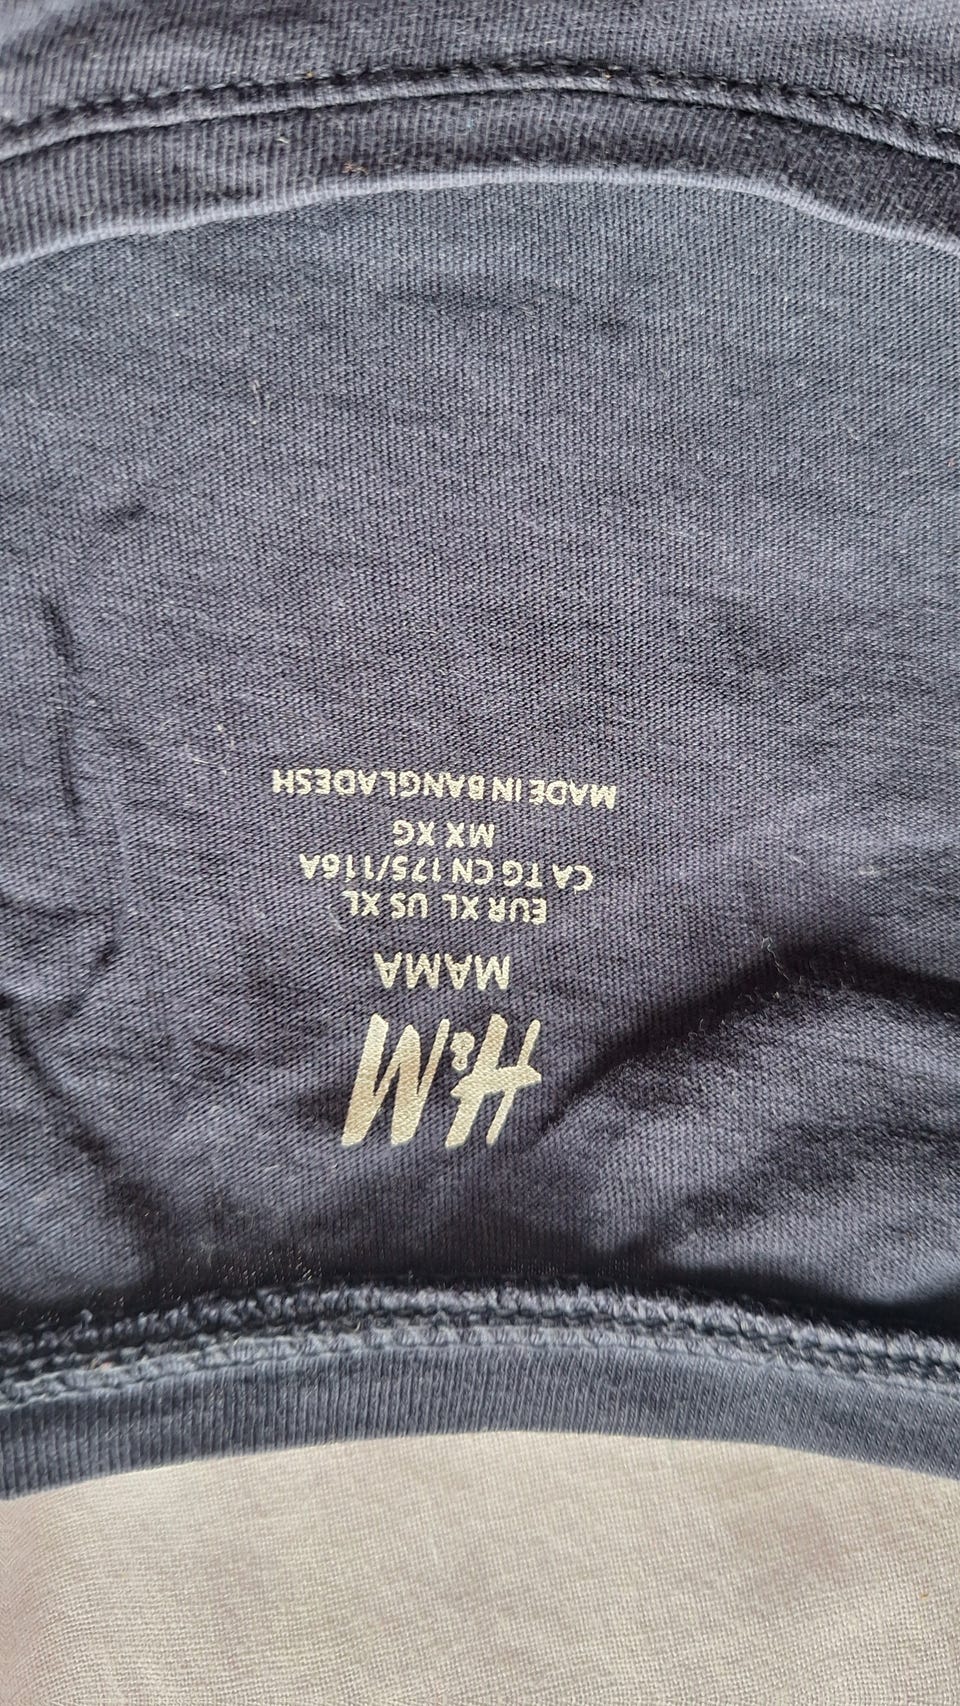 H&M
MAMA
EUR XL US XL
CA TG CN 175/116A
MX XG
MADE IN BANGLADESH